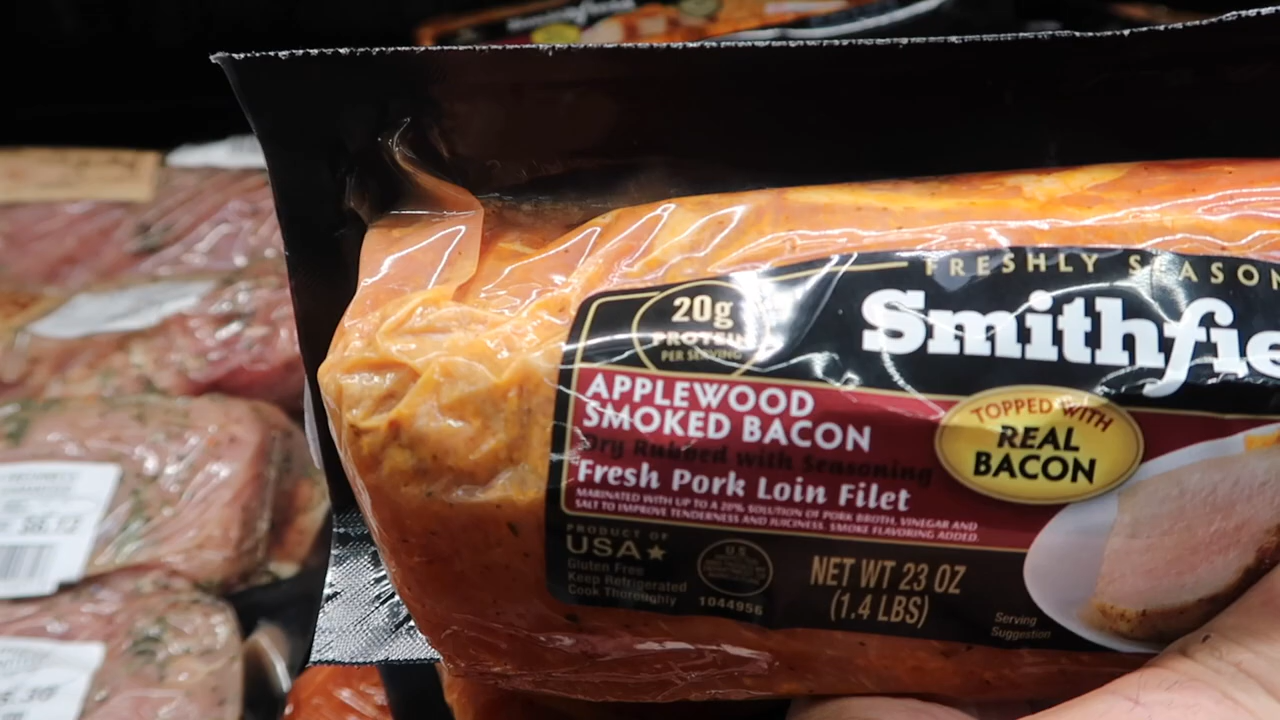 FRESHLY SEASON
Smithfie
20g
PROTEIN
PER SERVING
APPLEWOOD
SMOKED BACON
Dry Rubbed with Seasoning
Fresh Pork Loin Filet
MARINATED WITH UP TO A 20% SOLUTION OF PORK BROTH, VINEGAR AND
SALT TO IMPROVE TENDERNESS AND JUICINESS. SMOKE FLAVORING ADDED.
TOPPED WITH
REAL
BACON
PRODUCT OF
USA★
Gluten Free
Keep Refrigerated
Cook Thoroughly
U.S.
1044956
NET WT 23 OZ
(1.4 LBS)
Serving
Suggestion